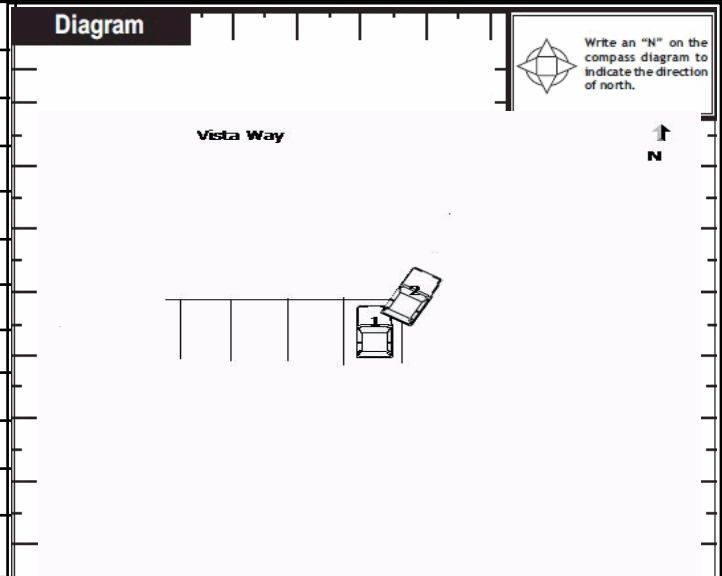 Diagram
Write an “N” on the
compass diagram to
indicate the direction
of north.
Vista Way
N
2
1